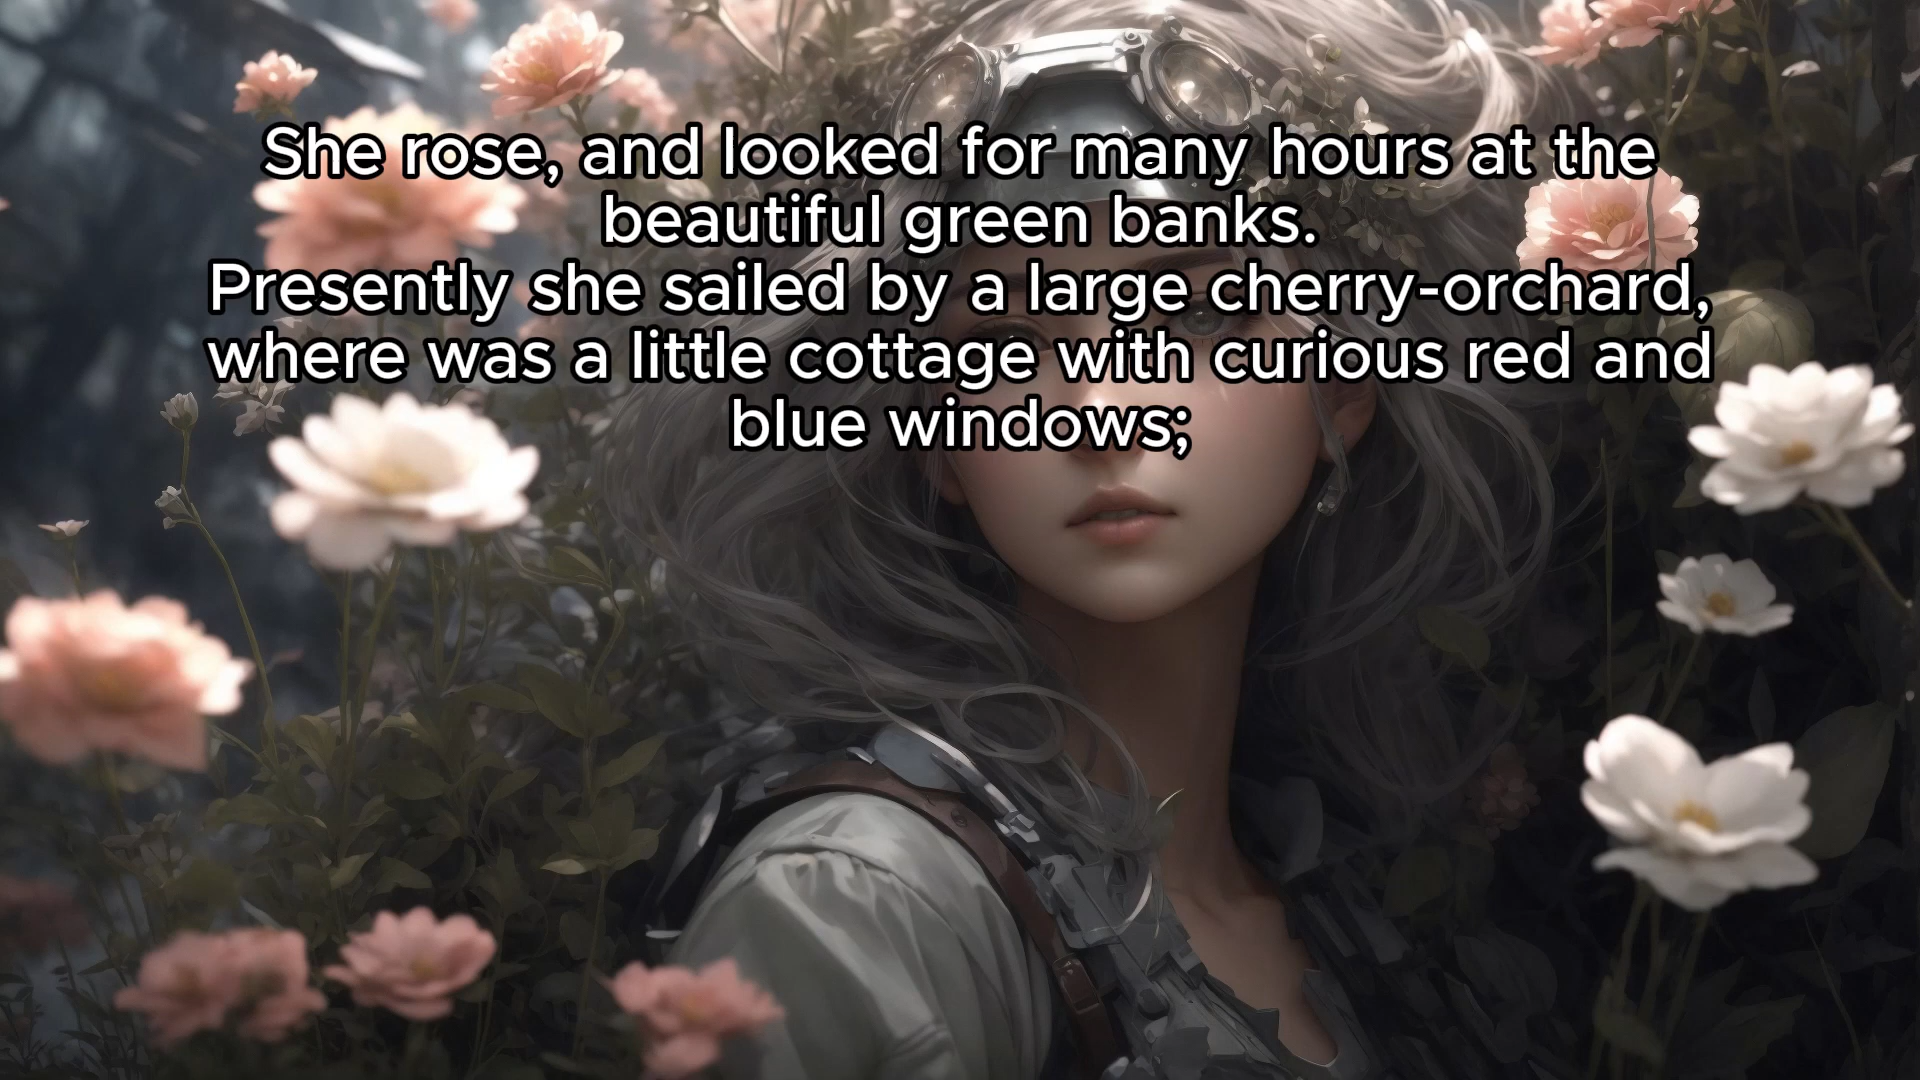 She rose, and looked for many hours at the
beautiful green banks.
Presently she sailed by a large cherry-orchard,
where was a little cottage with curious red and
blue windows;